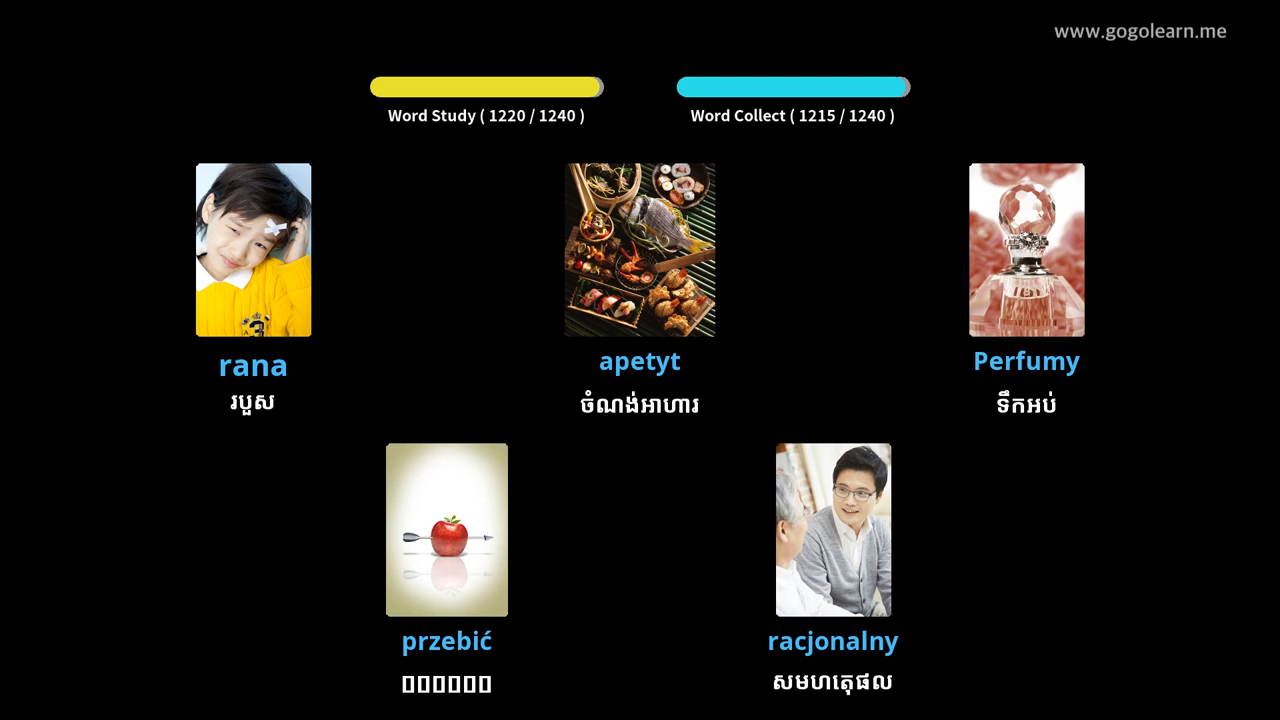 www.gogolearn.me
Word Study ( 1220 / 1240 )
Word Collect ( 1215 / 1240 )
rana
របួស
apetyt
ចំណង់អាហារ
Perfumy
ទឹកអប់
przebić
racjonalny
សមហេតុផល